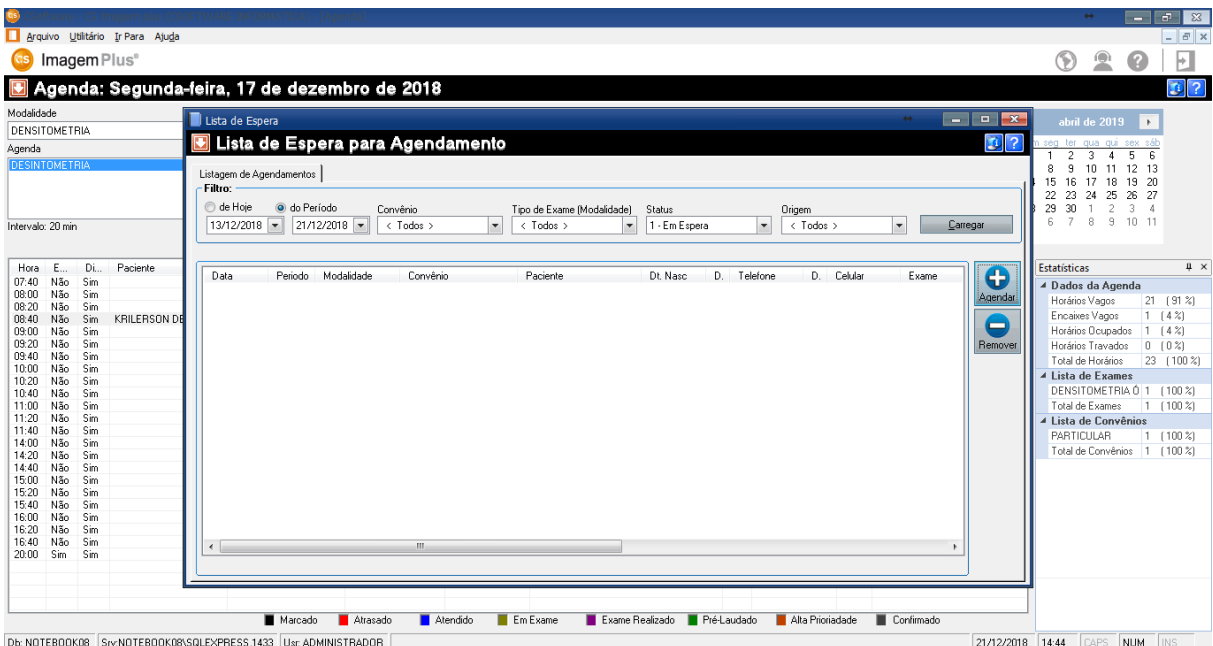 Arquivo Utilitário Ir Para Ajuda
CS ImagemPlus®
Agenda: Segunda-feira, 17 de dezembro de 2018
Modalidade
DENSITOMETRIA
Agenda
DESINTOMETRIA
Intervalo: 20 min
Lista de Espera
Lista de Espera para Agendamento
Listagem de Agendamentos
Filtro:
de Hoje do Período Convênio Tipo de Exame (Modalidade) Status Origem
13/12/2018 21/12/2018 < Todos > < Todos > 1 - Em Espera < Todos > Carregar
Data Periodo Modalidade Convênio Paciente Dt. Nasc D. Telefone D. Celular Exame
Agendar
Remover
abril de 2019
seg ter qua qui sex sáb
1 2 3 4 5 6
8 9 10 11 12 13
15 16 17 18 19 20
22 23 24 25 26 27
29 30 1 2 3 4
6 7 8 9 10 11
Hora E... Di... Paciente
07:40 Não Sim
08:00 Não Sim
08:20 Não Sim
08:40 Não Sim KRILERSON DE
09:00 Não Sim
09:20 Não Sim
09:40 Não Sim
10:00 Não Sim
10:20 Não Sim
10:40 Não Sim
11:00 Não Sim
11:20 Não Sim
11:40 Não Sim
14:00 Não Sim
14:20 Não Sim
14:40 Não Sim
15:00 Não Sim
15:20 Não Sim
15:40 Não Sim
16:00 Não Sim
16:20 Não Sim
16:40 Não Sim
20:00 Sim Sim
Estatísticas
Dados da Agenda
Horários Vagos 21 (91 %)
Encaixes Vagos 1 (4 %)
Horários Ocupados 1 (4 %)
Horários Travados 0 (0 %)
Total de Horários 23 (100 %)
Lista de Exames
DENSITOMETRIA Ó 1 (100 %)
Total de Exames 1 (100 %)
Lista de Convênios
PARTICULAR 1 (100 %)
Total de Convênios 1 (100 %)
Marcado Atrasado Atendido Em Exame Exame Realizado Pré-Laudado Alta Prioriadade Confirmado
Db: NOTEBOOK08 Srv:NOTEBOOK08\SQLEXPRESS,1433 Usr: ADMINISTRADOR 21/12/2018 14:44 CAPS NUM INS